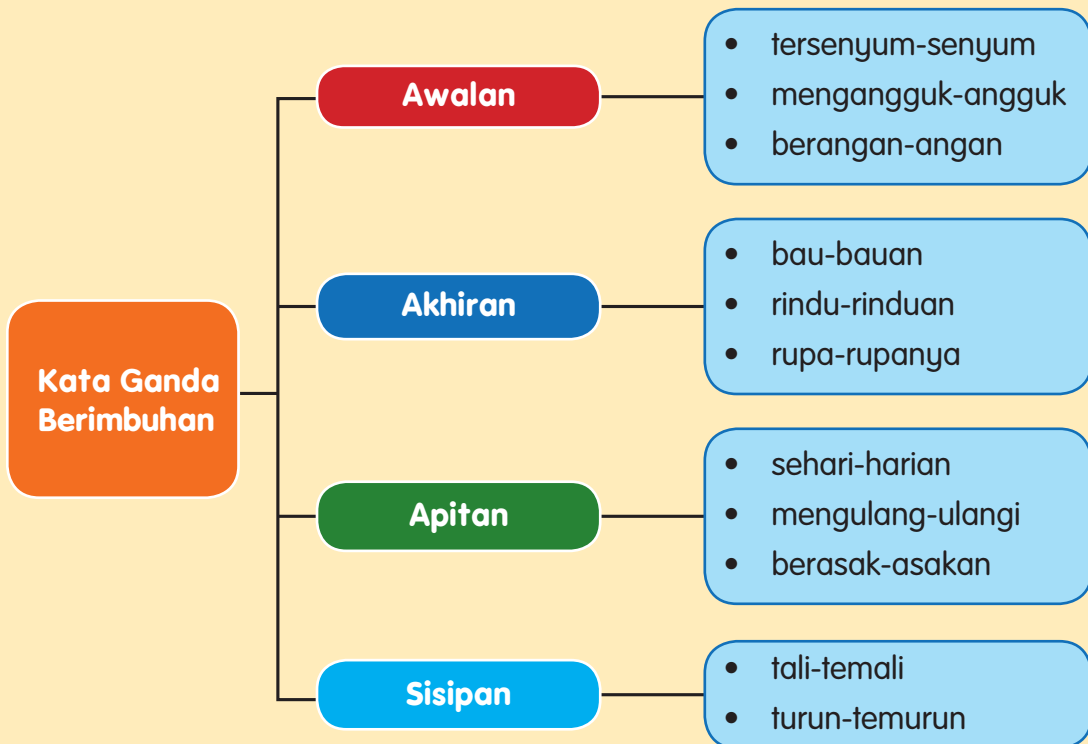 Kata Ganda
Berimbuhan
Awalan
• tersenyum-senyum
• mengangguk-angguk
• berangan-angan
Akhiran
• bau-bauan
• rindu-rinduan
• rupa-rupanya
Apitan
• sehari-harian
• mengulang-ulangi
• berasak-asakan
Sisipan
• tali-temali
• turun-temurun